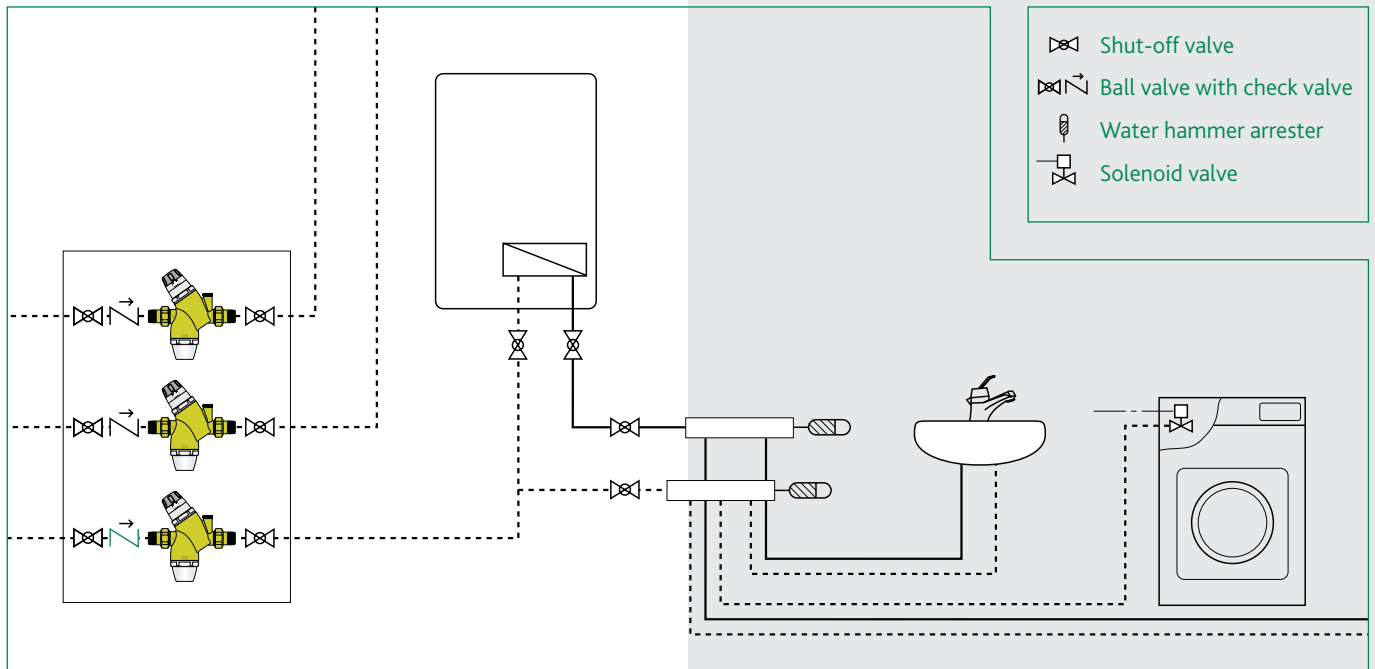 Shut-off valve
Ball valve with check valve
Water hammer arrester
Solenoid valve